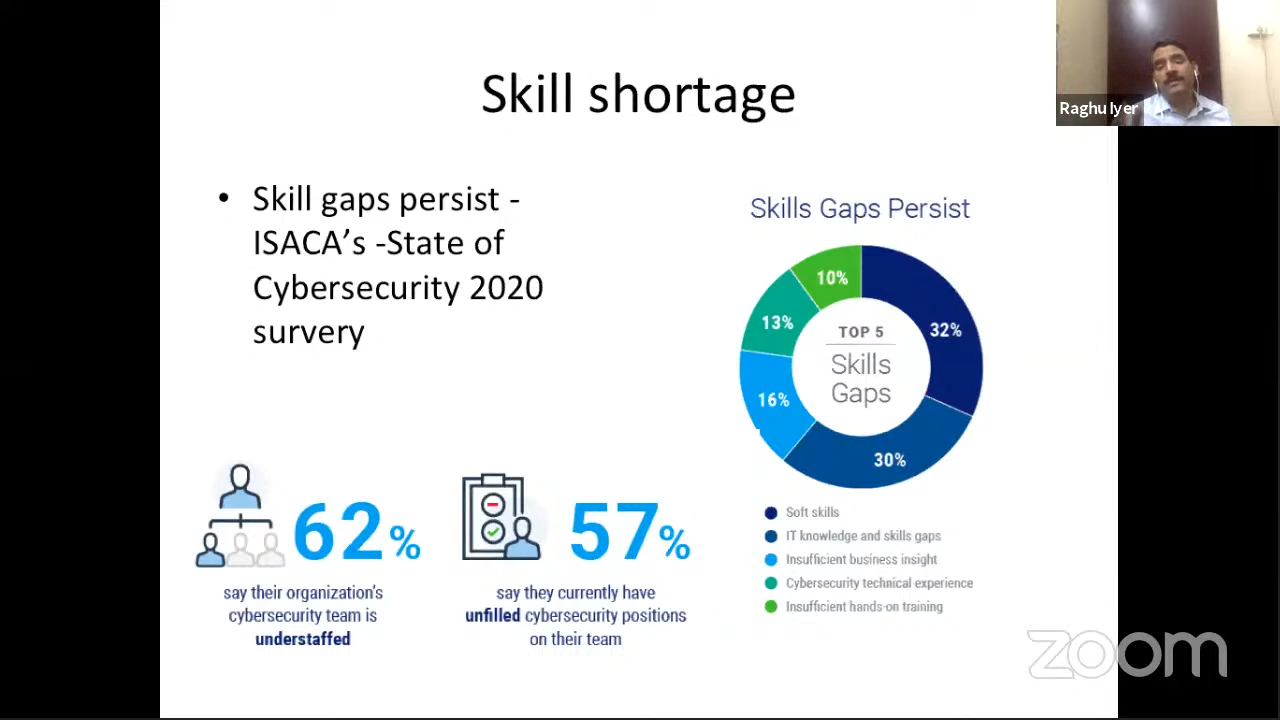 Skill shortage
Raghu Iyer
• Skill gaps persist -
ISACA’s -State of
Cybersecurity 2020
survery
Skills Gaps Persist
10%
32%
13%
TOP 5
Skills
Gaps
16%
30%
62%
say their organization's
cybersecurity team is
understaffed
57%
say they currently have
unfilled cybersecurity positions
on their team
Soft skills
IT knowledge and skills gaps
Insufficient business insight
Cybersecurity technical experience
Insufficient hands-on training
zoom